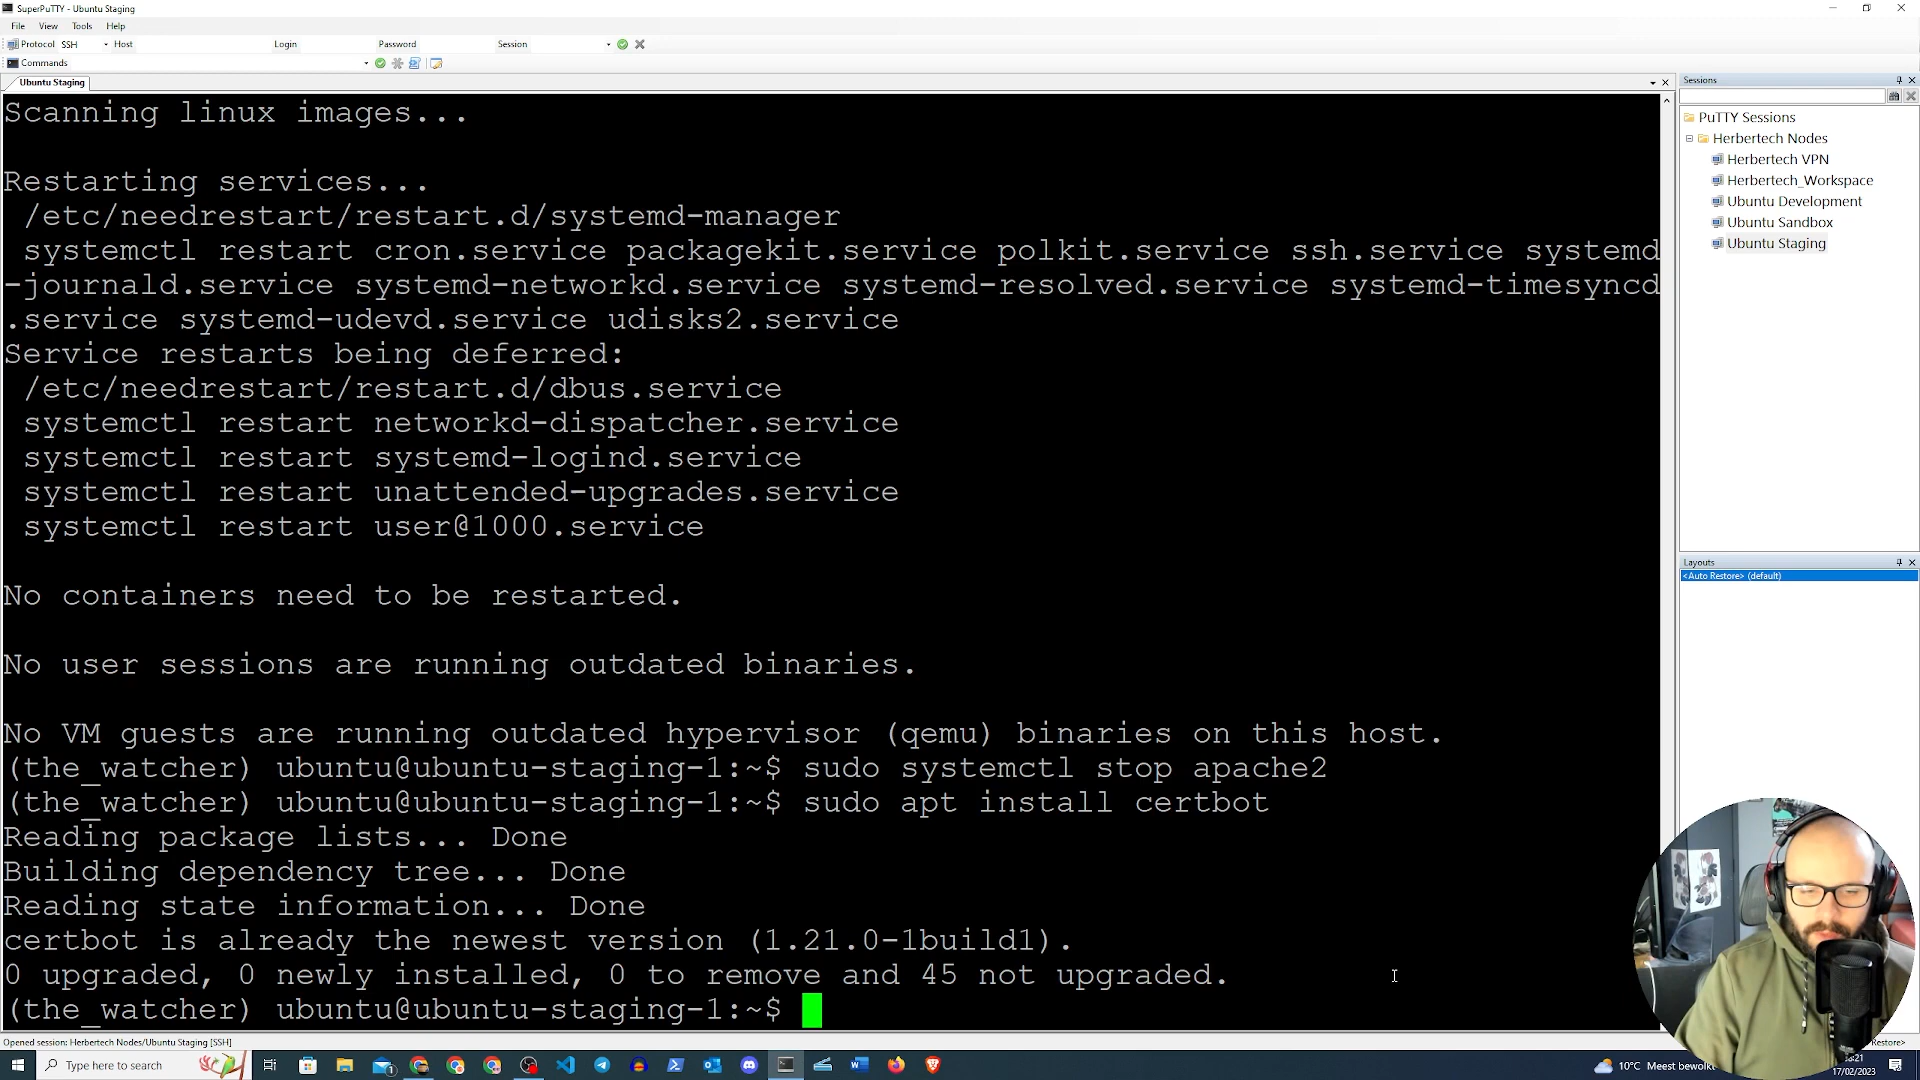 SuperPuTTY - Ubuntu Staging
File View Tools Help
Protocol SSH Host Login Password Session
Commands
Ubuntu Staging
Scanning linux images...
Restarting services...
/etc/needrestart/restart.d/systemd-manager
systemctl restart cron.service packagekit.service polkit.service ssh.service systemd
-journald.service systemd-networkd.service systemd-resolved.service systemd-timesyncd
.service systemd-udevd.service udisks2.service
Service restarts being deferred:
/etc/needrestart/restart.d/dbus.service
systemctl restart networkd-dispatcher.service
systemctl restart systemd-logind.service
systemctl restart unattended-upgrades.service
systemctl restart user@1000.service
No containers need to be restarted.
No user sessions are running outdated binaries.
No VM guests are running outdated hypervisor (qemu) binaries on this host.
(the_watcher) ubuntu@ubuntu-staging-1:~$ sudo systemctl stop apache2
(the_watcher) ubuntu@ubuntu-staging-1:~$ sudo apt install certbot
Reading package lists... Done
Building dependency tree... Done
Reading state information... Done
certbot is already the newest version (1.21.0-1build1).
0 upgraded, 0 newly installed, 0 to remove and 45 not upgraded.
(the_watcher) ubuntu@ubuntu-staging-1:~$
Sessions
PuTTY Sessions
Herbertech Nodes
Herbertech VPN
Herbertech_Workspace
Ubuntu Development
Ubuntu Sandbox
Ubuntu Staging
Layouts
<Auto Restore> (default)
Opened session: Herbertech Nodes/Ubuntu Staging [SSH]
Restore>
Type here to search
10°C Meest bewolkt
17/02/2023